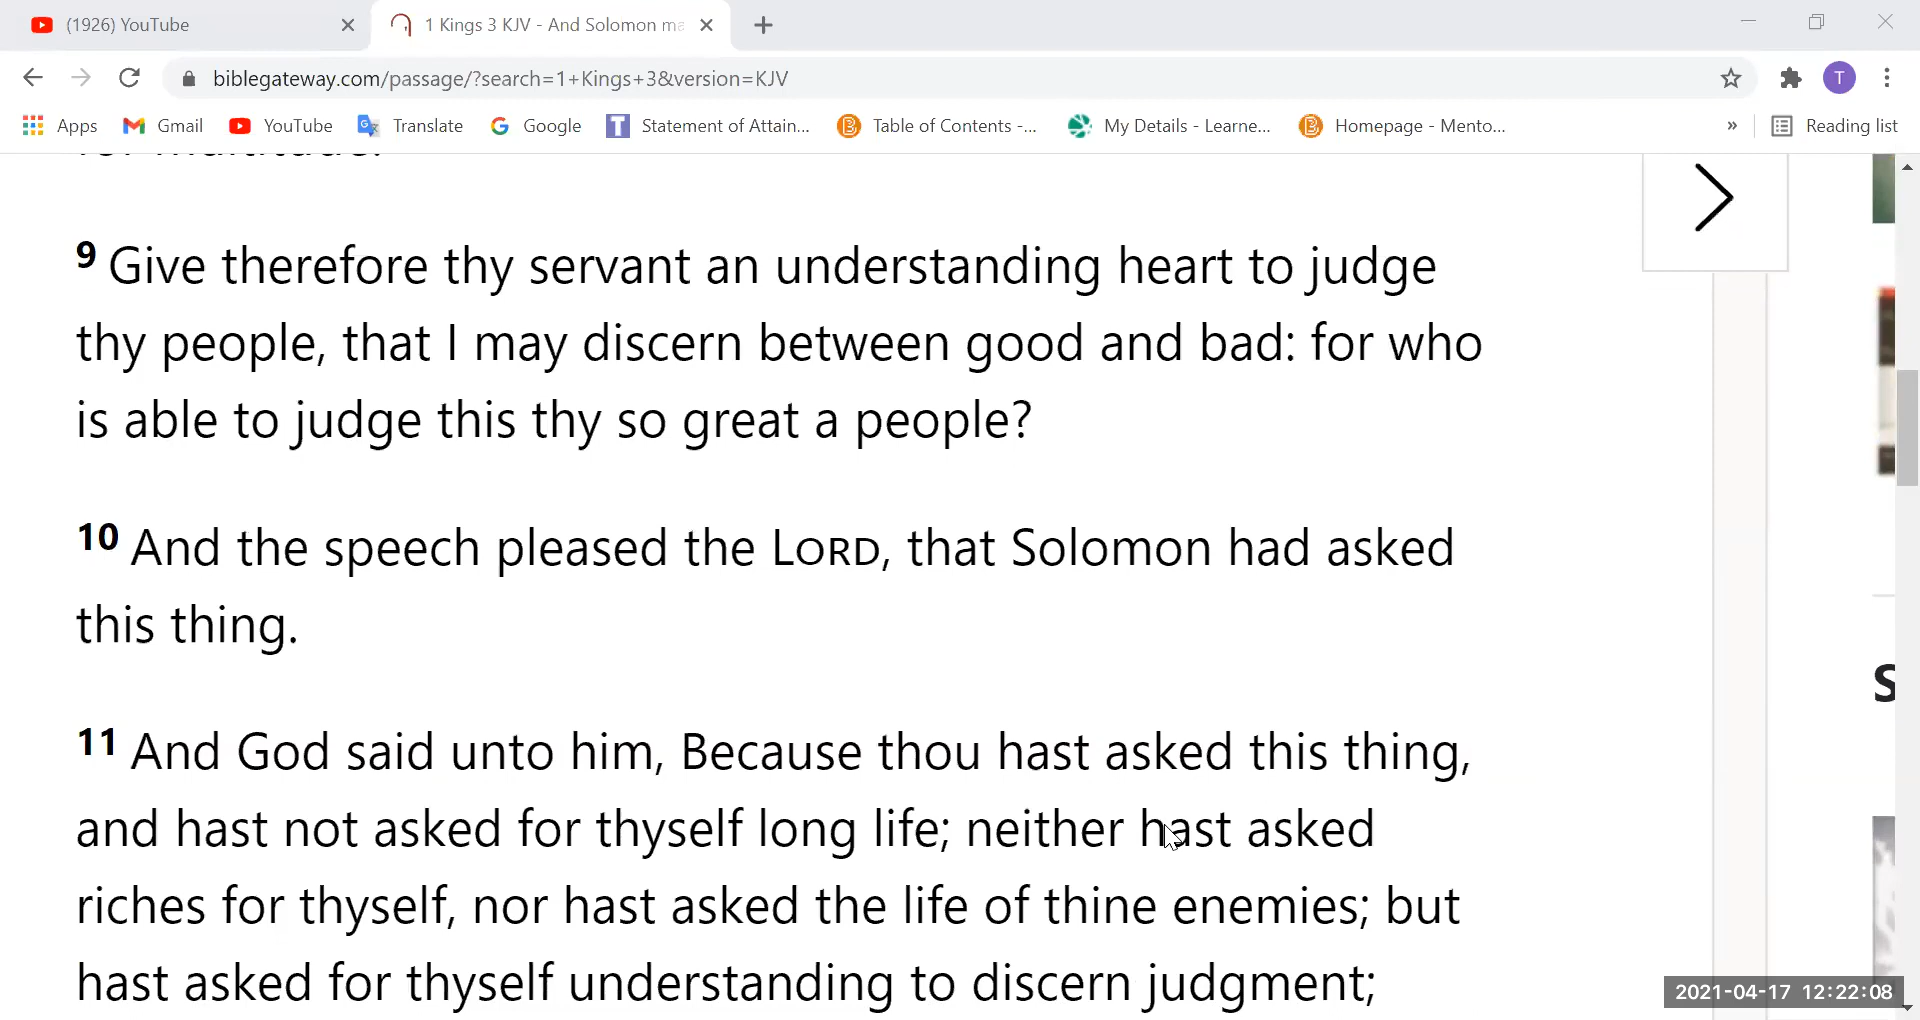 (1926) YouTube
1 Kings 3 KJV - And Solomon ma
biblegateway.com/passage/?search=1+Kings+3&version=KJV
T
Apps Gmail YouTube Translate Google Statement of Attain... Table of Contents -... My Details - Learne... Homepage - Mento... » Reading list
for multitude.
9 Give therefore thy servant an understanding heart to judge
thy people, that I may discern between good and bad: for who
is able to judge this thy so great a people?
10 And the speech pleased the LORD, that Solomon had asked
this thing.
11 And God said unto him, Because thou hast asked this thing,
and hast not asked for thyself long life; neither hast asked
riches for thyself, nor hast asked the life of thine enemies; but
hast asked for thyself understanding to discern judgment;
S
2021-04-17 12:22:08